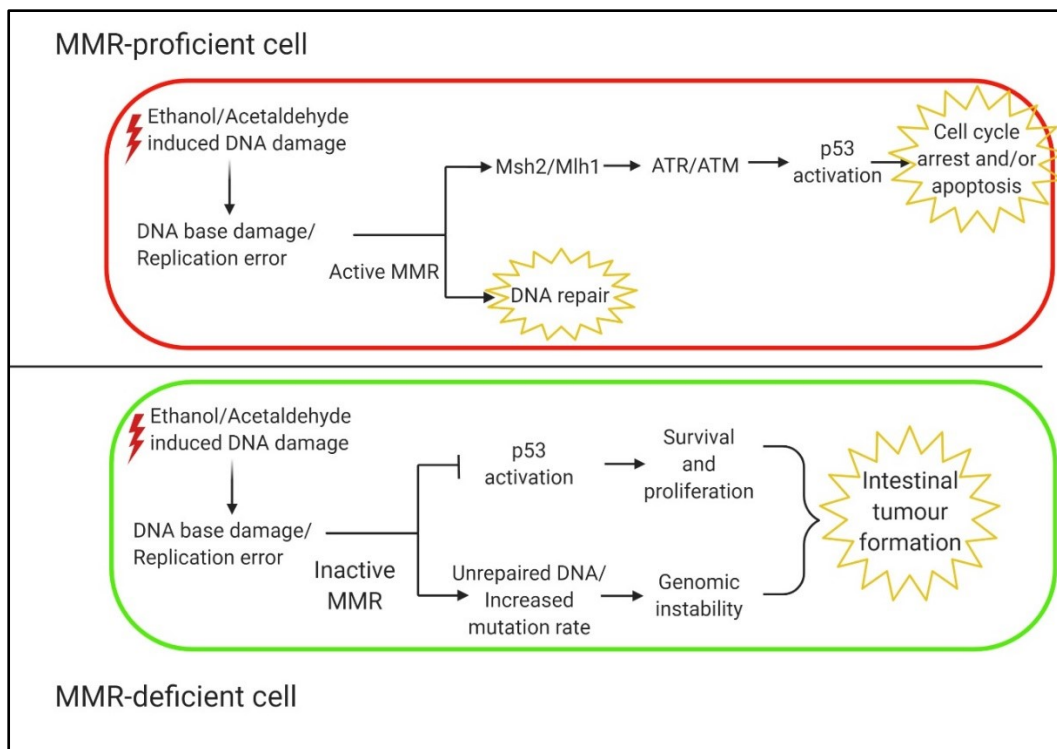 MMR-proficient cell
Ethanol/Acetaldehyde
induced DNA damage
DNA base damage/
Replication error
Active MMR
Msh2/Mlh1
ATR/ATM
p53
activation
Cell cycle
arrest and/or
apoptosis
DNA repair
Ethanol/Acetaldehyde
induced DNA damage
DNA base damage/
Replication error
Inactive
MMR
p53
activation
Survival
and
proliferation
Unrepaired DNA/
Increased
mutation rate
Genomic
instability
Intestinal
tumour
formation
MMR-deficient cell